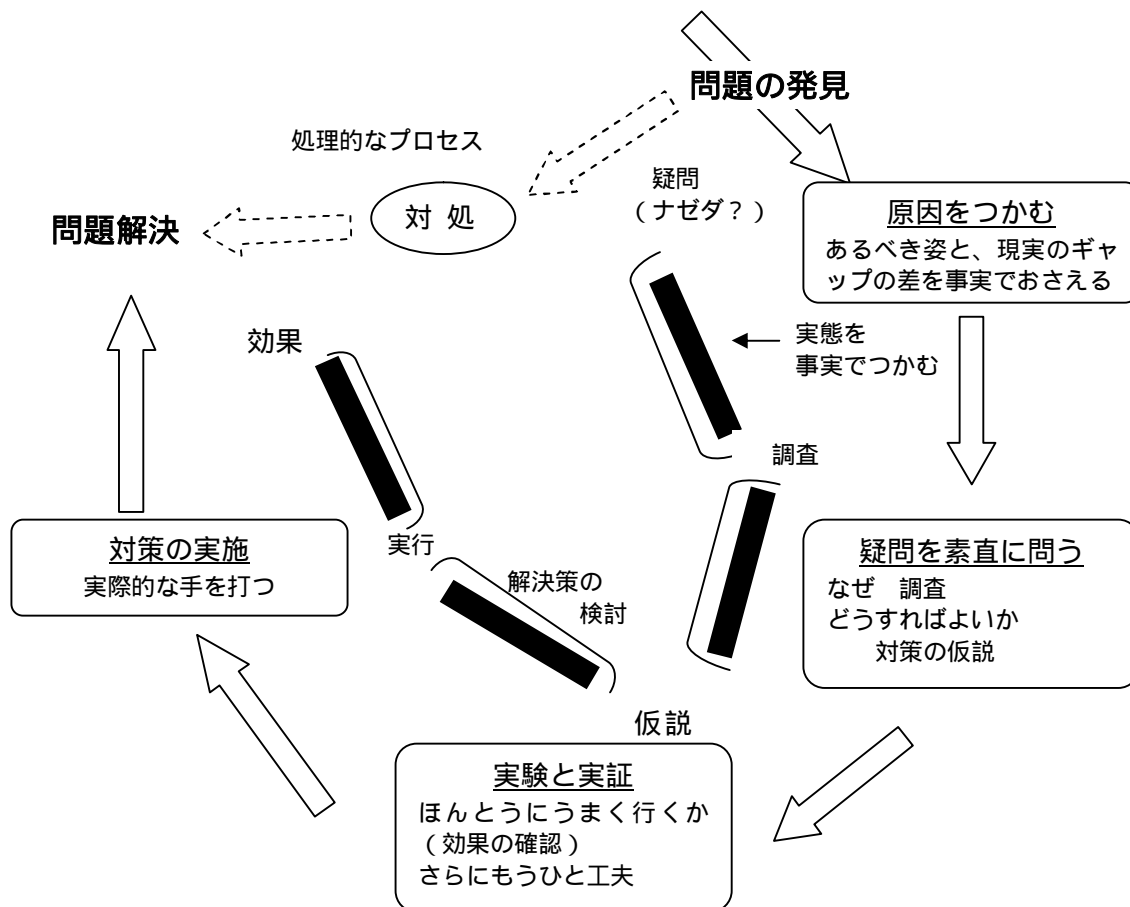 問題の発見
処理的なプロセス
対処
問題解決
疑問
(ナゼダ?)
原因をつかむ
あるべき姿と、現実のギャ
ップの差を事実でおさえる
効果
実態を
事実でつかむ
調査
対策の実施
実際的な手を打つ
実行
解決策の
検討
疑問を素直に問う
なぜ 調査
どうすればよいか
対策の仮説
仮説
実験と実証
ほんとうにうまく行くか
(効果の確認)
さらにもうひと工夫